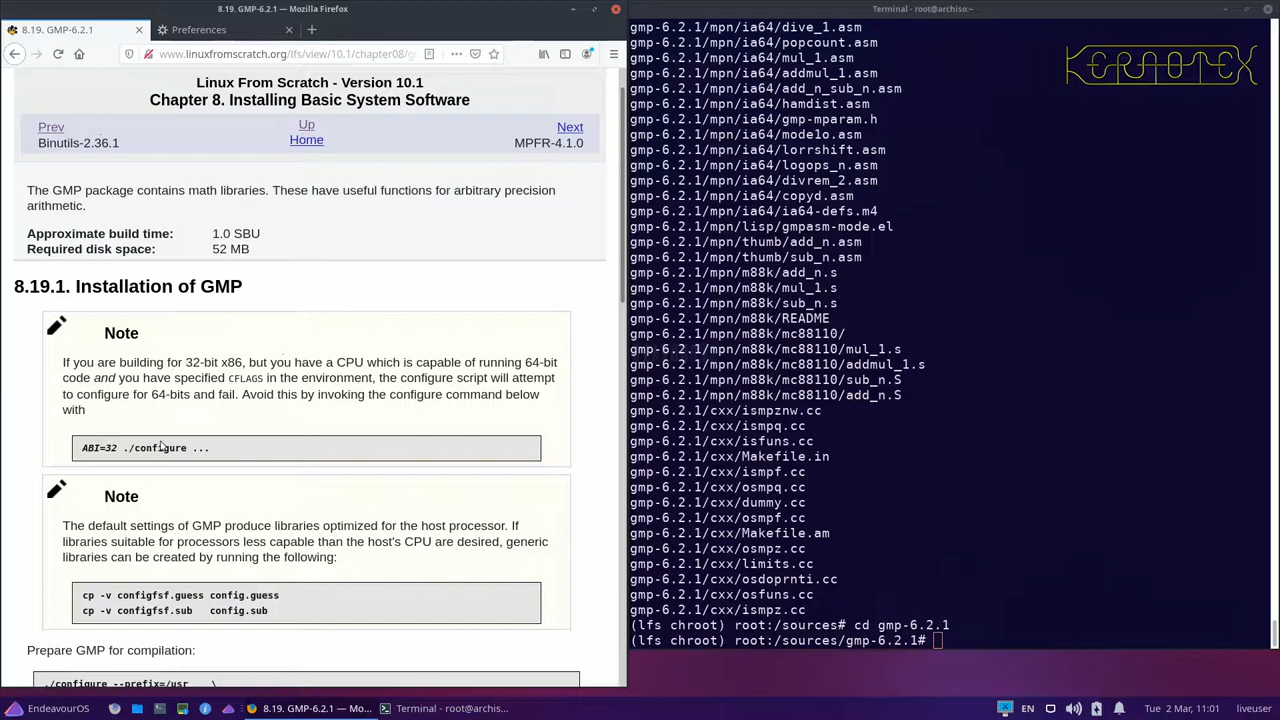 8.19. GMP-6.2.1 — Mozilla Firefox
8.19. GMP-6.2.1
Preferences
www.linuxfromscratch.org/lfs/view/10.1/chapter08/g
Linux From Scratch - Version 10.1
Chapter 8. Installing Basic System Software
Prev
Up
Next
Binutils-2.36.1
Home
MPFR-4.1.0
The GMP package contains math libraries. These have useful functions for arbitrary precision
arithmetic.
Approximate build time: 1.0 SBU
Required disk space: 52 MB
8.19.1. Installation of GMP
Note
If you are building for 32-bit x86, but you have a CPU which is capable of running 64-bit
code and you have specified CFLAGS in the environment, the configure script will attempt
to configure for 64-bits and fail. Avoid this by invoking the configure command below
with
ABI=32 ./configure ...
Note
The default settings of GMP produce libraries optimized for the host processor. If
libraries suitable for processors less capable than the host's CPU are desired, generic
libraries can be created by running the following:
cp -v configfsf.guess config.guess
cp -v configfsf.sub config.sub
Prepare GMP for compilation:
./configure --prefix=/usr \
Terminal - root@archiso:~
gmp-6.2.1/mpn/ia64/dive_1.asm
gmp-6.2.1/mpn/ia64/popcount.asm
gmp-6.2.1/mpn/ia64/mul_1.asm
gmp-6.2.1/mpn/ia64/addmul_1.asm
gmp-6.2.1/mpn/ia64/add_n_sub_n.asm
gmp-6.2.1/mpn/ia64/hamdist.asm
gmp-6.2.1/mpn/ia64/gmp-mparam.h
gmp-6.2.1/mpn/ia64/mode1o.asm
gmp-6.2.1/mpn/ia64/lorrshift.asm
gmp-6.2.1/mpn/ia64/logops_n.asm
gmp-6.2.1/mpn/ia64/divrem_2.asm
gmp-6.2.1/mpn/ia64/copyd.asm
gmp-6.2.1/mpn/ia64/ia64-defs.m4
gmp-6.2.1/mpn/lisp/gmpasm-mode.el
gmp-6.2.1/mpn/thumb/add_n.asm
gmp-6.2.1/mpn/thumb/sub_n.asm
gmp-6.2.1/mpn/m88k/add_n.s
gmp-6.2.1/mpn/m88k/mul_1.s
gmp-6.2.1/mpn/m88k/sub_n.s
gmp-6.2.1/mpn/m88k/README
gmp-6.2.1/mpn/m88k/mc88110/
gmp-6.2.1/mpn/m88k/mc88110/mul_1.s
gmp-6.2.1/mpn/m88k/mc88110/addmul_1.s
gmp-6.2.1/mpn/m88k/mc88110/sub_n.S
gmp-6.2.1/mpn/m88k/mc88110/add_n.S
gmp-6.2.1/cxx/ismpznw.cc
gmp-6.2.1/cxx/ismpq.cc
gmp-6.2.1/cxx/isfuns.cc
gmp-6.2.1/cxx/Makefile.in
gmp-6.2.1/cxx/ismpf.cc
gmp-6.2.1/cxx/osmpq.cc
gmp-6.2.1/cxx/dummy.cc
gmp-6.2.1/cxx/osmpf.cc
gmp-6.2.1/cxx/Makefile.am
gmp-6.2.1/cxx/osmpz.cc
gmp-6.2.1/cxx/limits.cc
gmp-6.2.1/cxx/osdoprnti.cc
gmp-6.2.1/cxx/osfuns.cc
gmp-6.2.1/cxx/ismpz.cc
(lfs chroot) root:/sources# cd gmp-6.2.1
(lfs chroot) root:/sources/gmp-6.2.1#
EndeavourOS
8.19. GMP-6.2.1 — Mo...
Terminal - root@archis...
EN
Tue 2 Mar, 11:01
liveuser